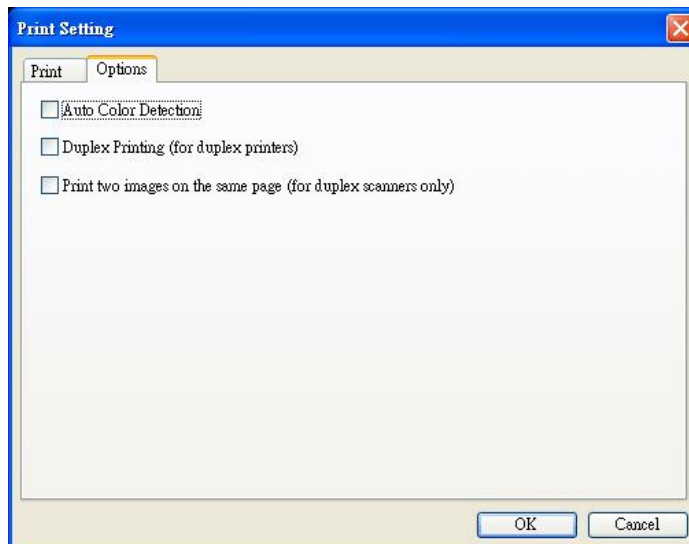 Print Setting
Print
Options
Auto Color Detection
Duplex Printing (for duplex printers)
Print two images on the same page (for duplex scanners only)
OK
Cancel